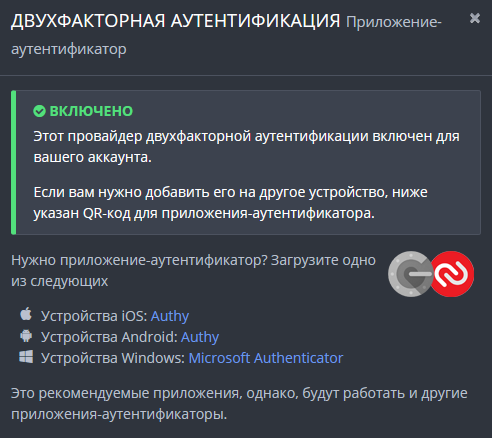 ДВУХФАКТОРНАЯ АУТЕНТИФИКАЦИЯ Приложение-
аутентификатор
ВКЛЮЧЕНО
Этот провайдер двухфакторной аутентификации включен для
вашего аккаунта.
Если вам нужно добавить его на другое устройство, ниже
указан QR-код для приложения-аутентификатора.
Нужно приложение-аутентификатор? Загрузите одно
из следующих
Устройства iOS: Authy
Устройства Android: Authy
Устройства Windows: Microsoft Authenticator
Это рекомендуемые приложения, однако, будут работать и другие
приложения-аутентификаторы.